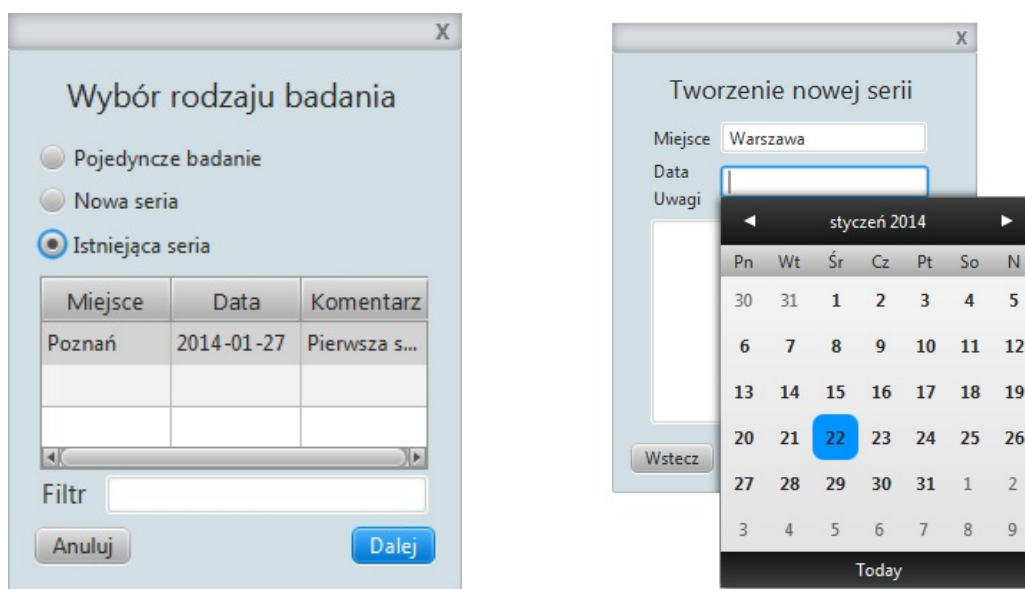 X
Wybór rodzaju badania
Pojedyncze badanie
Nowa seria
Istniejąca seria
Miejsce Data Komentarz
Poznań 2014-01-27 Pierwsza s...
Filtr
Anuluj Dalej
X
Tworzenie nowej serii
Miejsce Warszawa
Data
Uwagi
styczeń 2014
Pn Wt Śr Cz Pt So N
30 31 1 2 3 4 5
6 7 8 9 10 11 12
13 14 15 16 17 18 19
20 21 22 23 24 25 26
27 28 29 30 31 1 2
3 4 5 6 7 8 9
Today
Wstecz